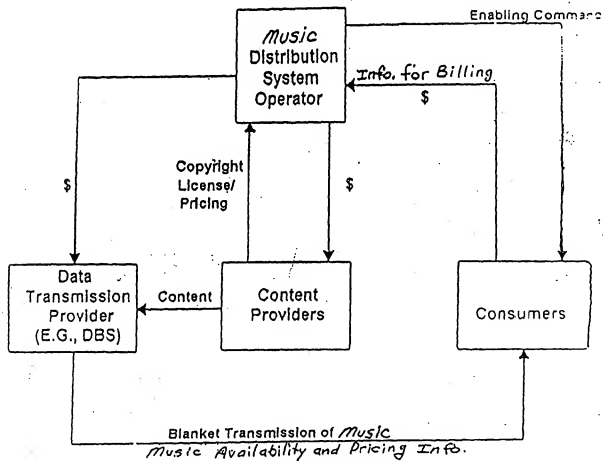 Enabling Comman
Music
Distribution
System
Operator
Info. for Billing
$
Copyright
License/
Pricing
$
$
Data
Transmission
Provider
(E.G., DBS)
Content
Content
Providers
Consumers
Blanket Transmission of Music
Music Availability and Pricing Info.